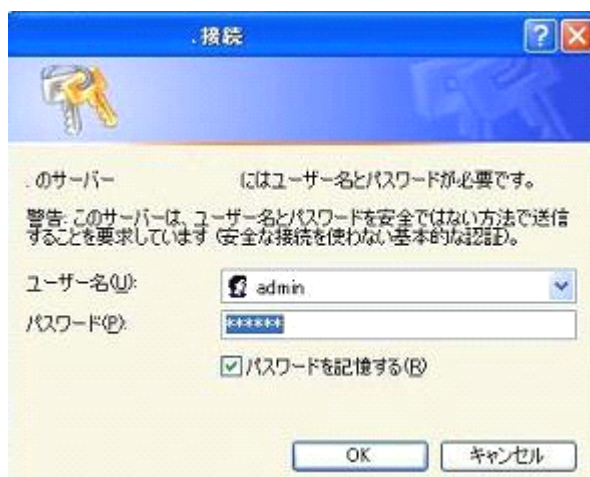 .接続
.のサーバー にはユーザー名とパスワードが必要です。
警告: このサーバーは、ユーザー名とパスワードを安全ではない方法で送信
することを要求しています (安全な接続を使わない基本的な認証)。
ユーザー名(U):
admin
パスワード(P):
******
パスワードを記憶する(R)
OK キャンセル